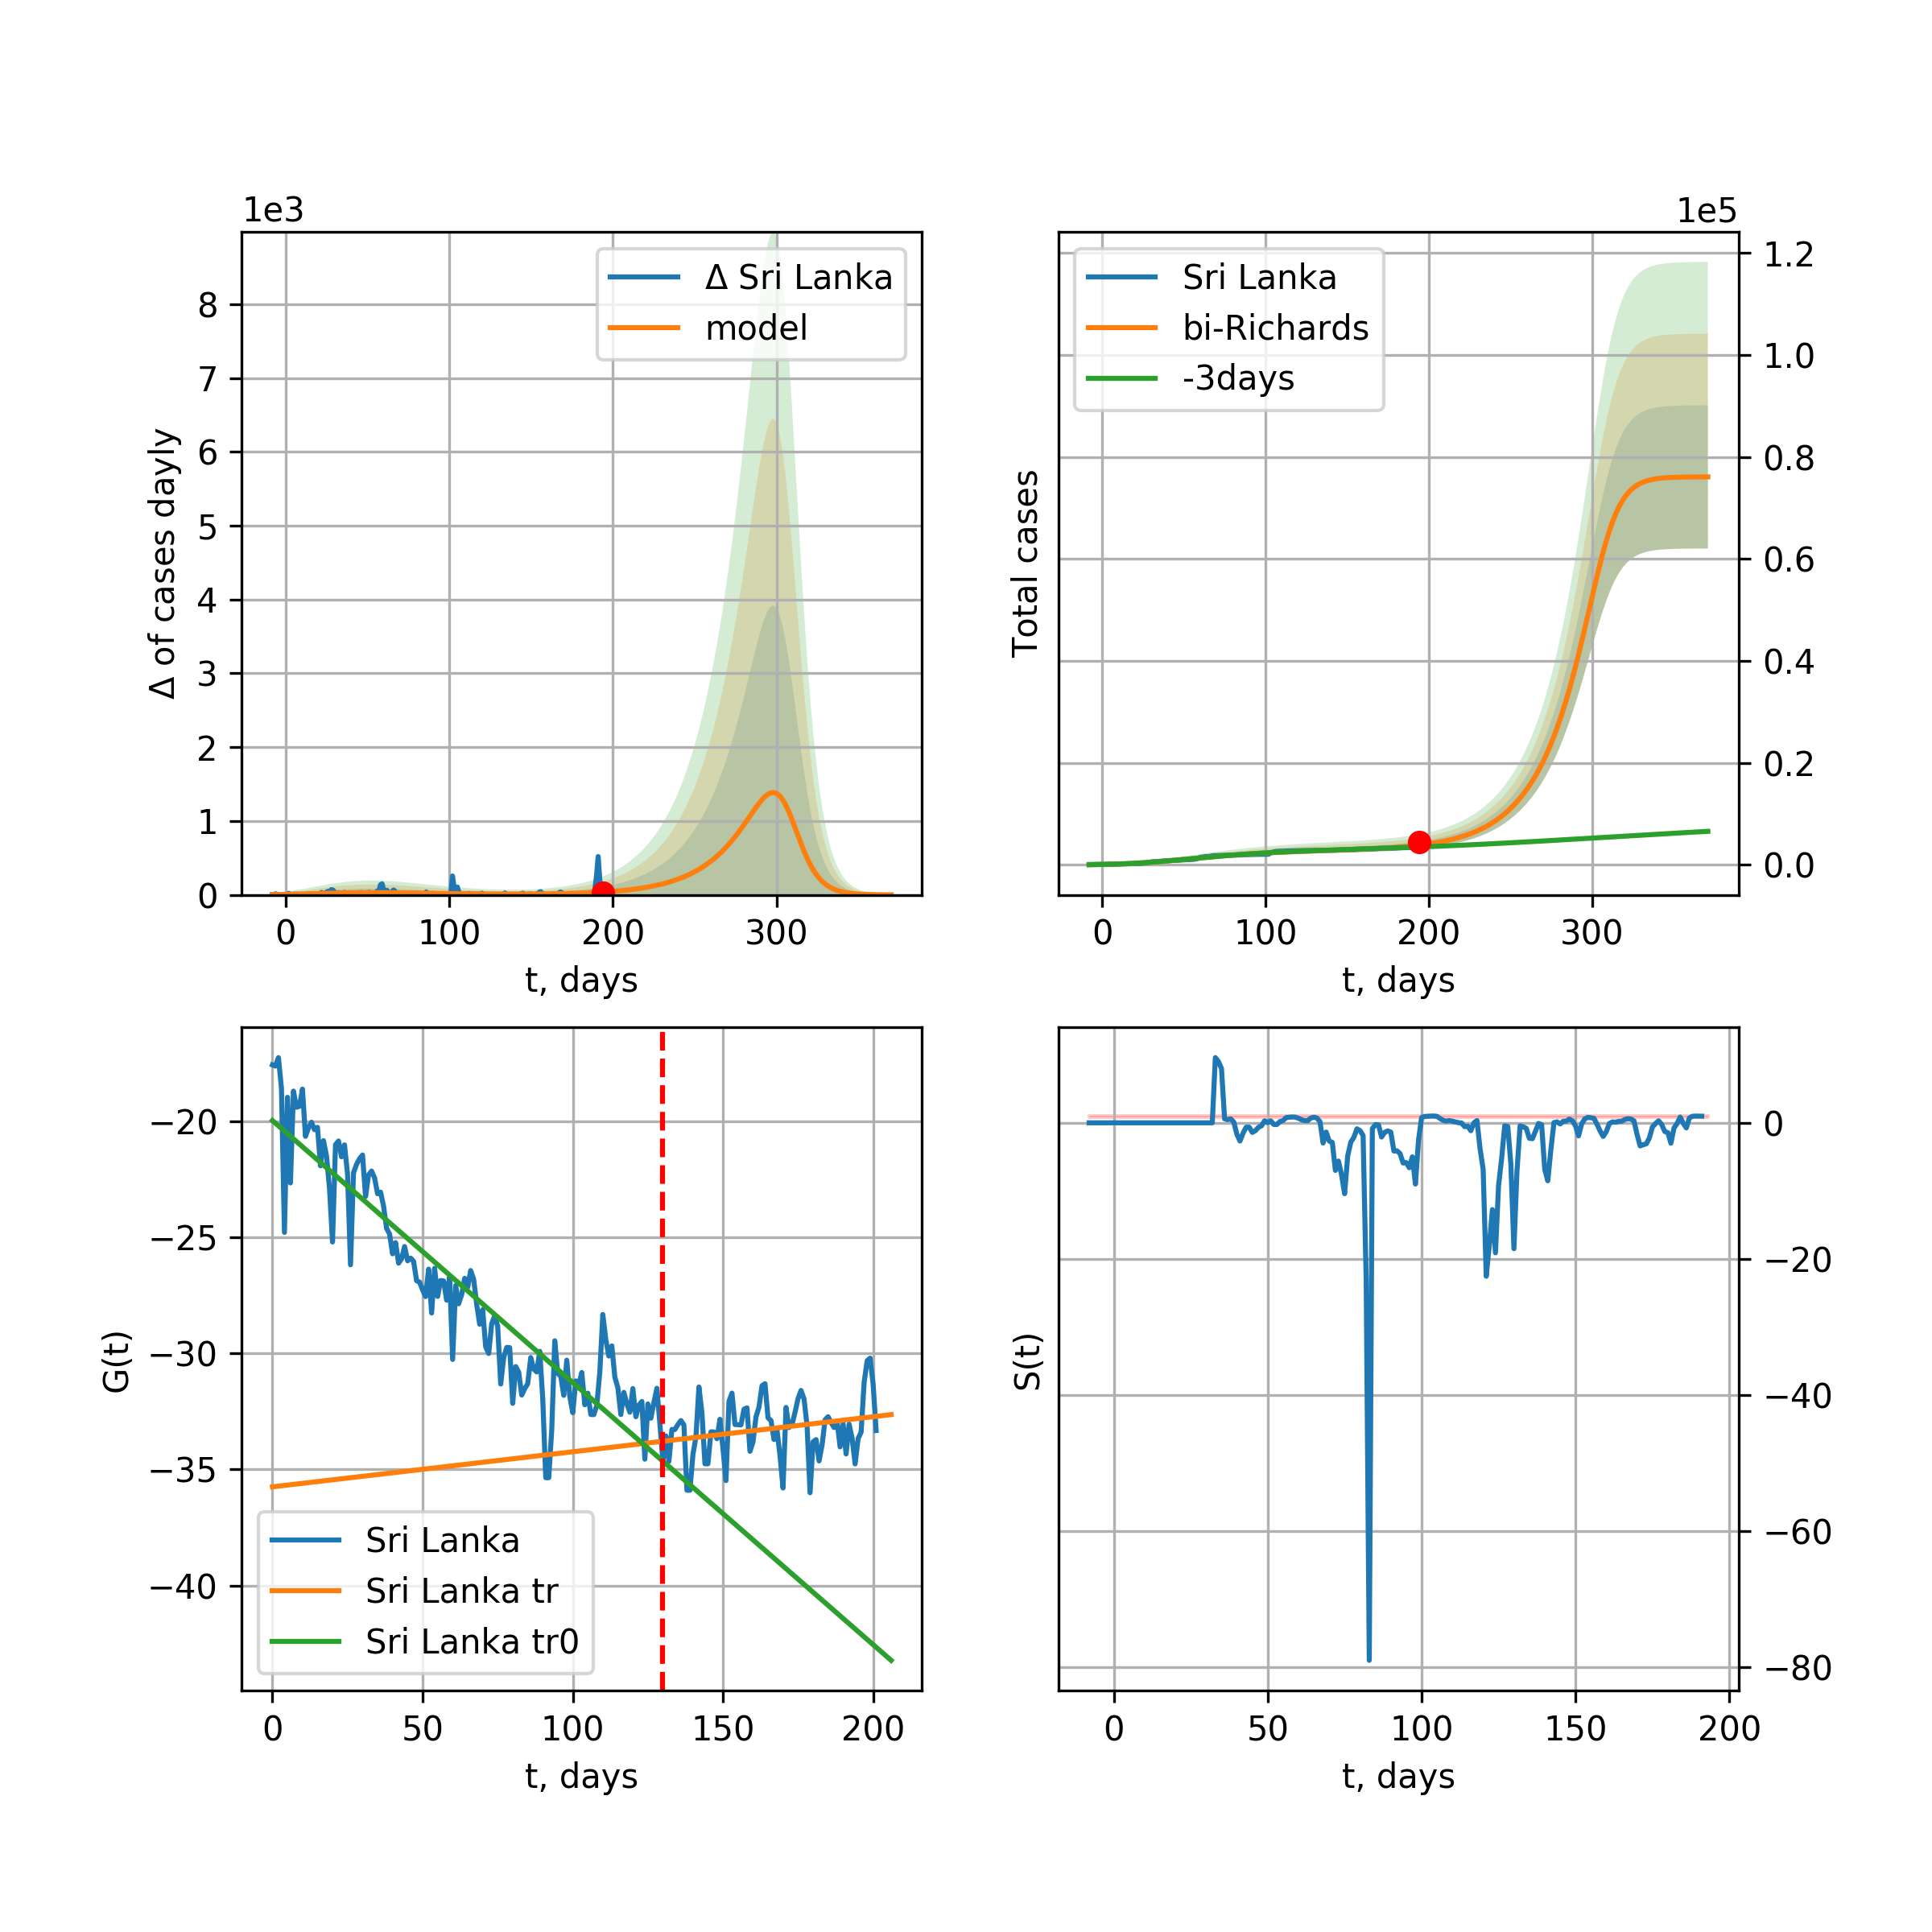 1e3
Δ Sri Lanka
model
8
7
6
5
4
3
2
1
0
Δ of cases dayly
0 100 200 300
t, days
1e5
Sri Lanka
bi-Richards
-3days
1.2
1.0
0.8
0.6
0.4
0.2
0.0
Total cases
0 100 200 300
t, days
−20
−25
−30
−35
−40
G(t)
Sri Lanka
Sri Lanka tr
Sri Lanka tr0
0 50 100 150 200
t, days
0
−20
−40
−60
−80
S(t)
0 50 100 150 200
t, days